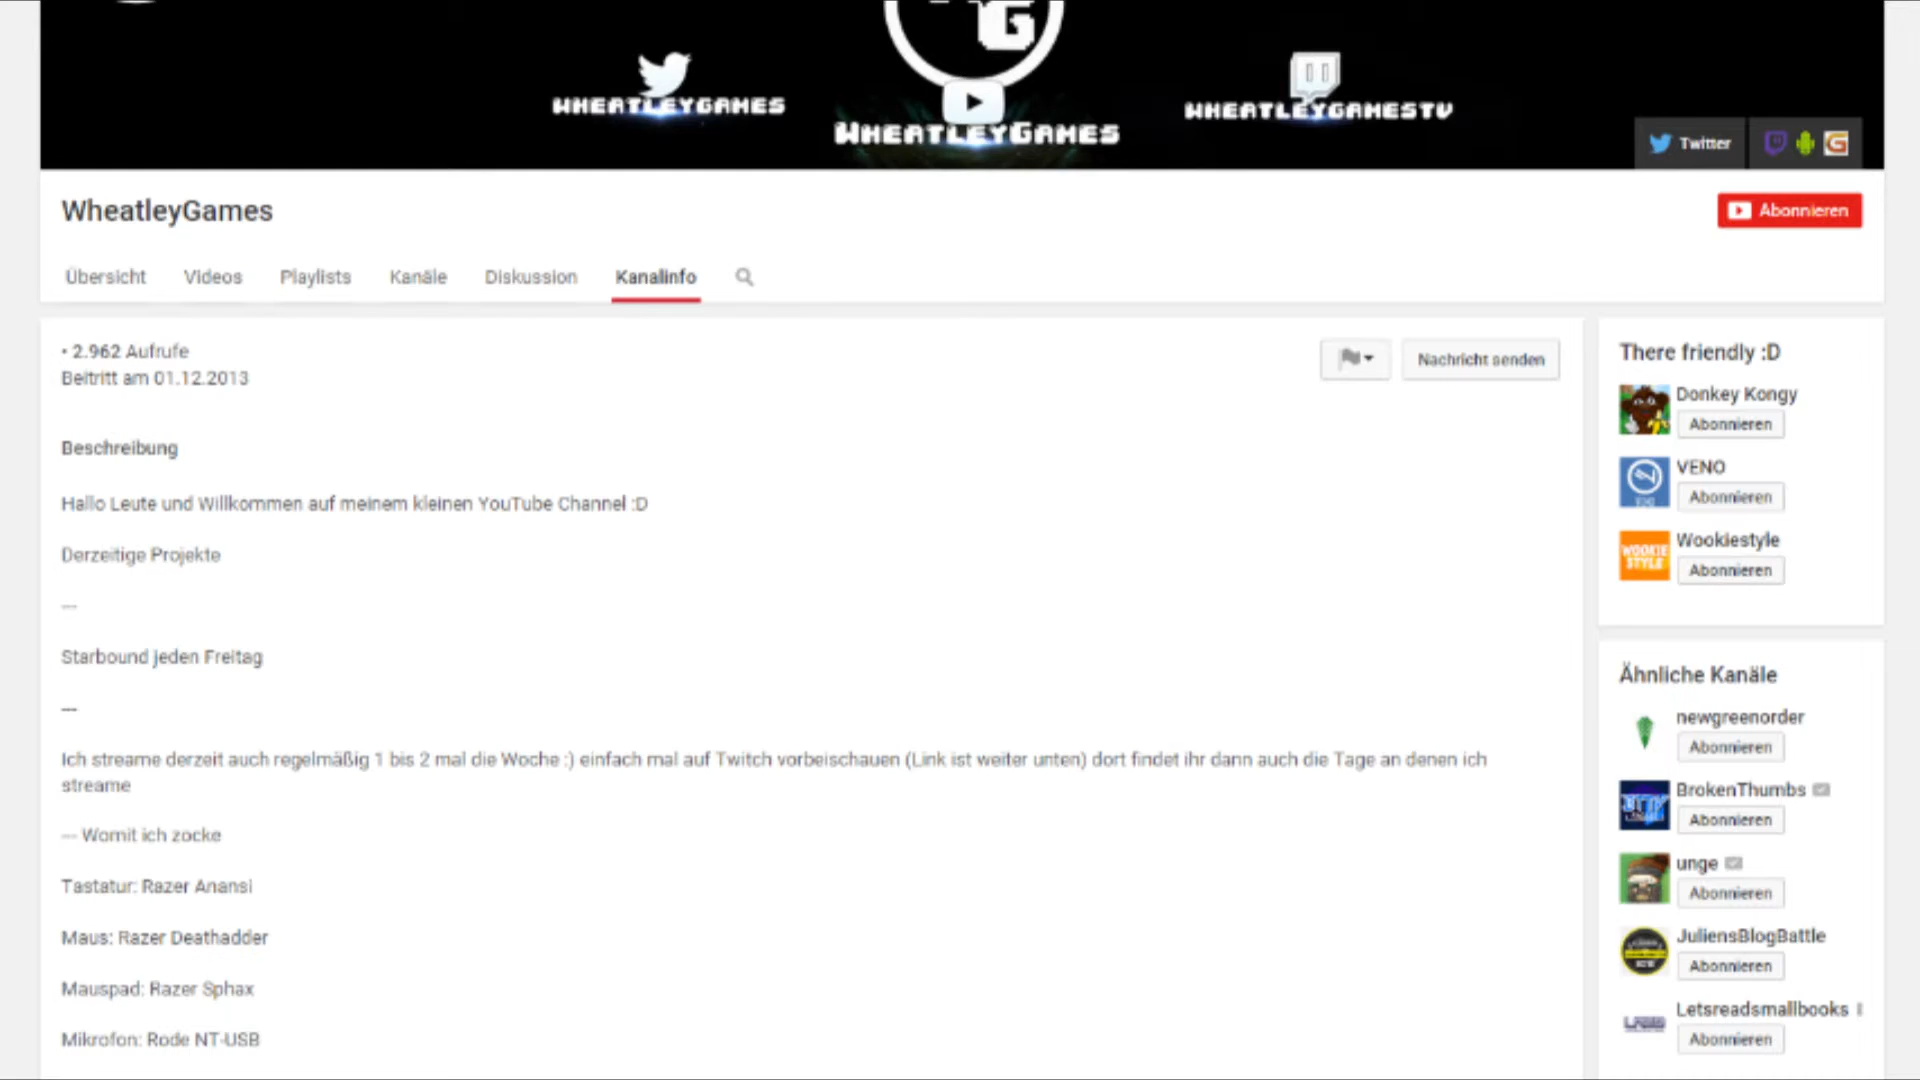 G
WHEATLEYGAMES
WHEATLEYGAMES
WHEATLEYGAMESTV
Twitter
G
WheatleyGames
Abonnieren
Übersicht Videos Playlists Kanäle Diskussion Kanalinfo
• 2.962 Aufrufe
Beitritt am 01.12.2013
Nachricht senden
Beschreibung
Hallo Leute und Willkommen auf meinem kleinen YouTube Channel :D
Derzeitige Projekte
---
Starbound jeden Freitag
---
Ich streame derzeit auch regelmäßig 1 bis 2 mal die Woche :) einfach mal auf Twitch vorbeischauen (Link ist weiter unten) dort findet ihr dann auch die Tage an denen ich
streame
--- Womit ich zocke
Tastatur: Razer Anansi
Maus: Razer Deathadder
Mauspad: Razer Sphax
Mikrofon: Rode NT-USB
There friendly :D
Donkey Kongy
Abonnieren
VENO
Abonnieren
WOOKIE
STYLE
Wookiestyle
Abonnieren
Ähnliche Kanäle
newgreenorder
Abonnieren
BrokenThumbs
Abonnieren
unge
Abonnieren
JuliensBlogBattle
Abonnieren
Letsreadsmallbooks
Abonnieren